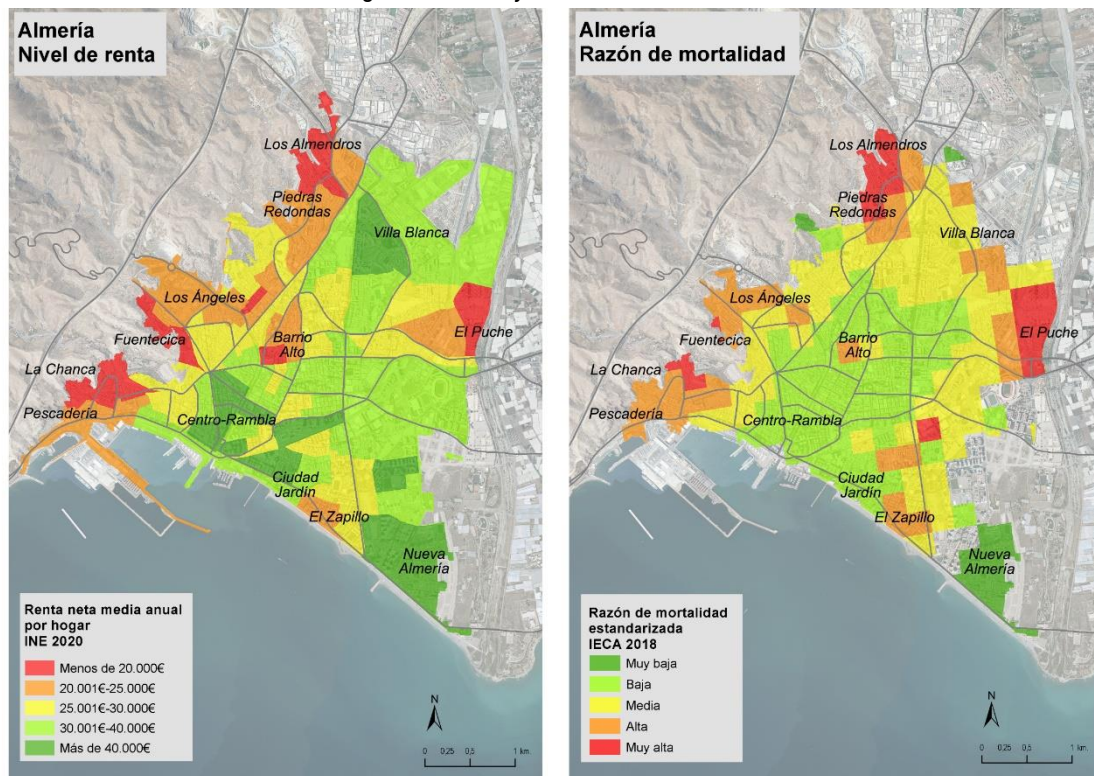 Almería
Nivel de renta
Los Almendros
Piedras
Redondas
Villa Blanca
Los Ángeles
Fuentecica
Barrio
Alto
El Puche
La Chanca
Pescadería
Centro-Rambla
Ciudad
Jardín
El Zapillo
Nueva
Almería
Renta neta media anual
por hogar
INE 2020
Menos de 20.000€
20.001€-25.000€
25.001€-30.000€
30.001€-40.000€
Más de 40.000€
N
0 0,25 0,5 1 km.
Almería
Razón de mortalidad
Los Almendros
Piedras
Redondas
Villa Blanca
Los Ángeles
Fuentecica
Barrio
Alto
El Puche
La Chanca
Pescadería
Centro-Rambla
Ciudad
Jardín
El Zapillo
Nueva
Almería
Razón de mortalidad
estandarizada
IECA 2018
Muy baja
Baja
Media
Alta
Muy alta
N
0 0,25 0,5 1 km.